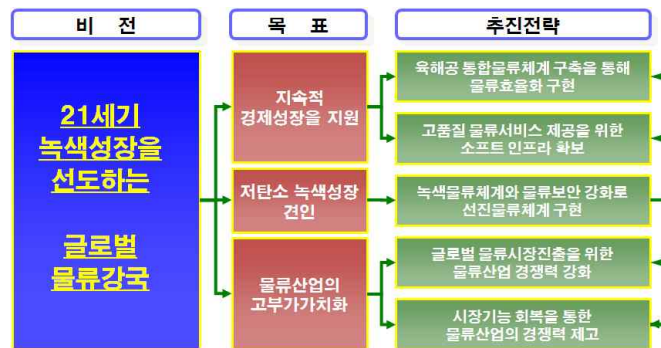 비 전
목 표
추진전략
21세기
녹색성장을
선도하는
글로벌
물류강국
지속적
경제성장을 지원
저탄소 녹색성장
견인
물류산업의
고부가가치화
육해공 통합물류체계 구축을 통해
물류효율화 구현
고품질 물류서비스 제공을 위한
소프트 인프라 확보
녹색물류체계와 물류보안 강화로
선진물류체계 구현
글로벌 물류시장진출을 위한
물류산업 경쟁력 강화
시장기능 회복을 통한
물류산업의 경쟁력 제고